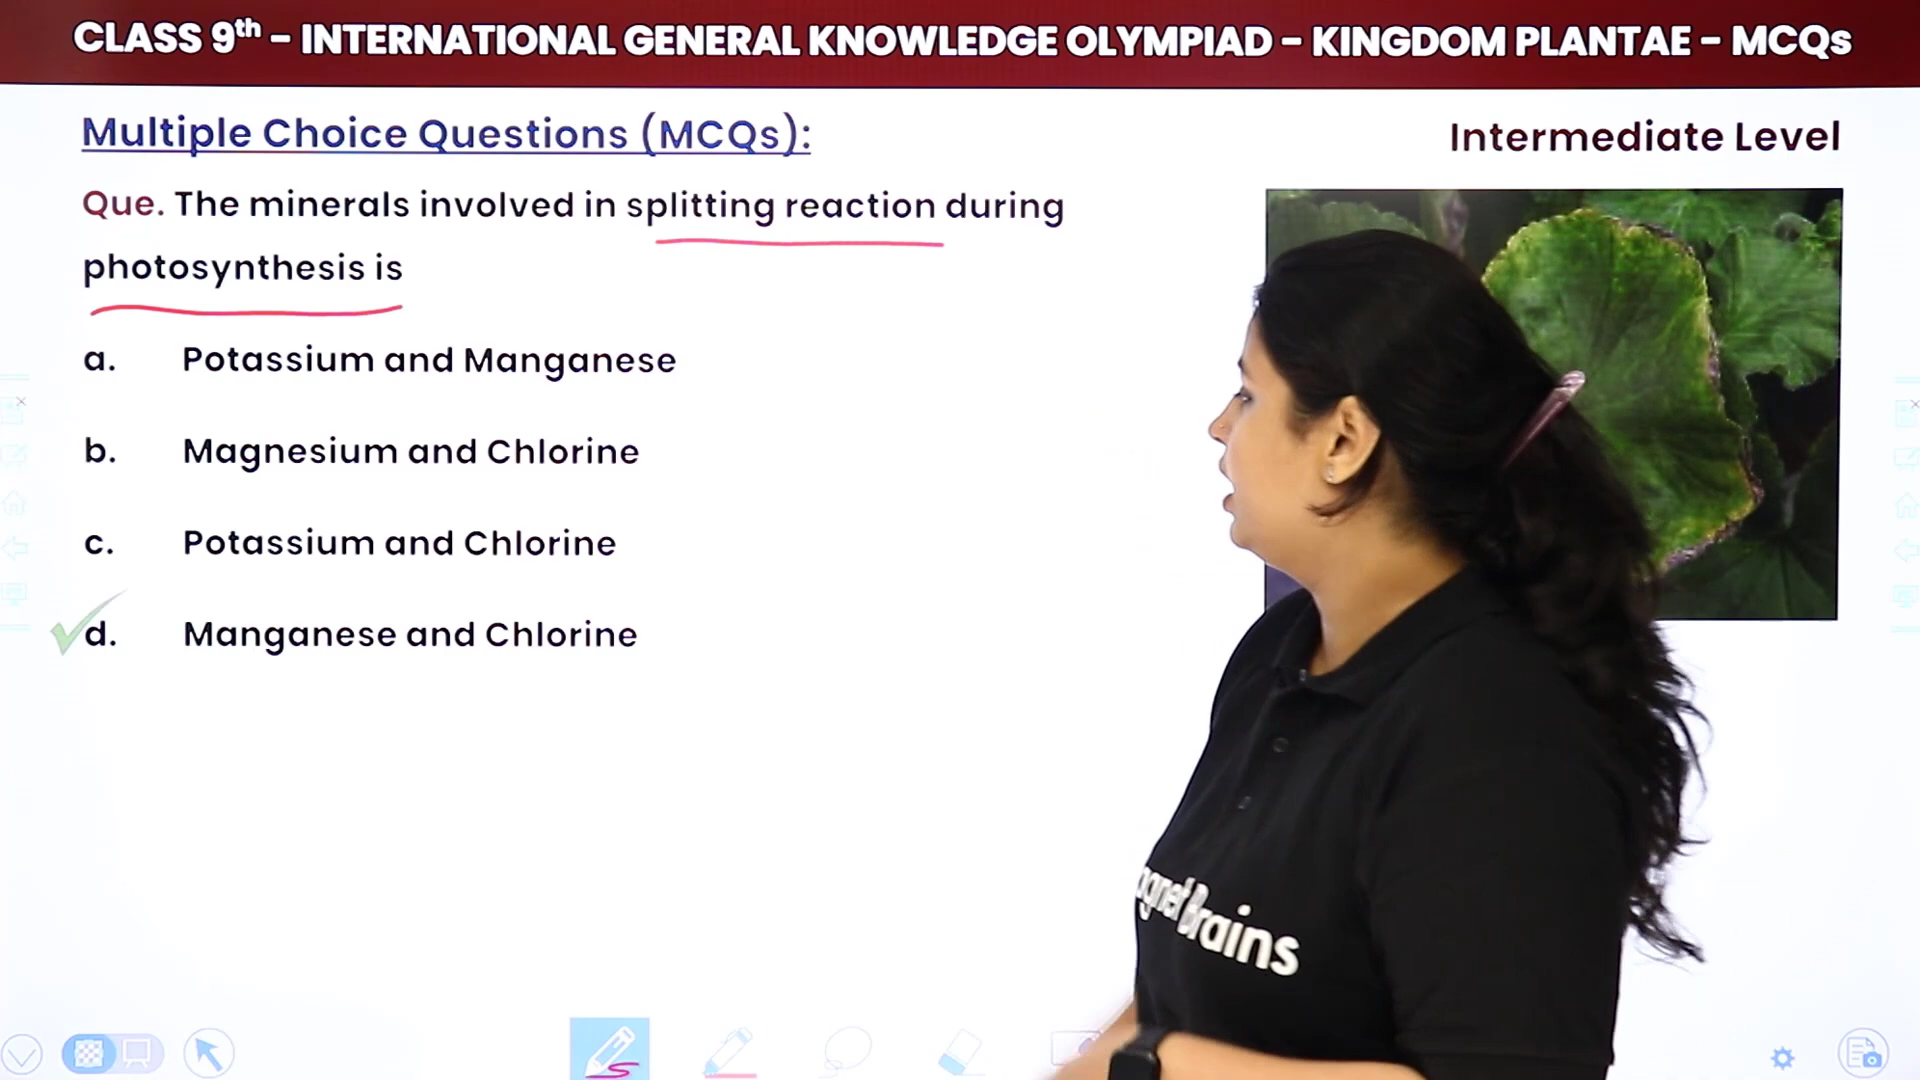 CLASS 9th – INTERNATIONAL GENERAL KNOWLEDGE OLYMPIAD – KINGDOM PLANTAE – MCQs
Multiple Choice Questions (MCQs):
Intermediate Level
Que. The minerals involved in splitting reaction during
photosynthesis is
a. Potassium and Manganese
b. Magnesium and Chlorine
c. Potassium and Chlorine
d. Manganese and Chlorine
Brains